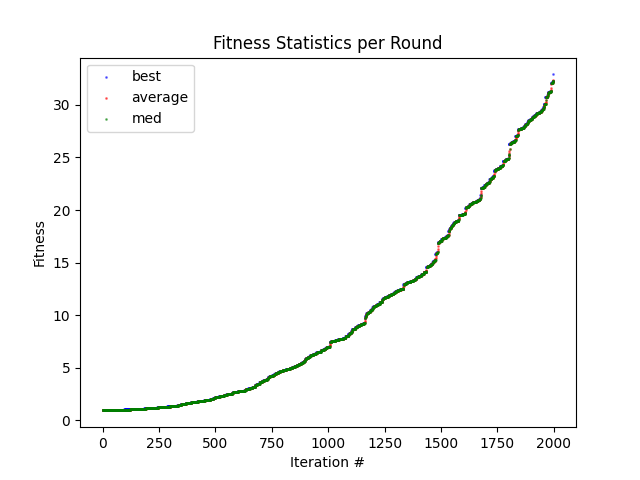 Fitness Statistics per Round
best
average
med
Fitness
30
25
20
15
10
5
0
0 250 500 750 1000 1250 1500 1750 2000
Iteration #